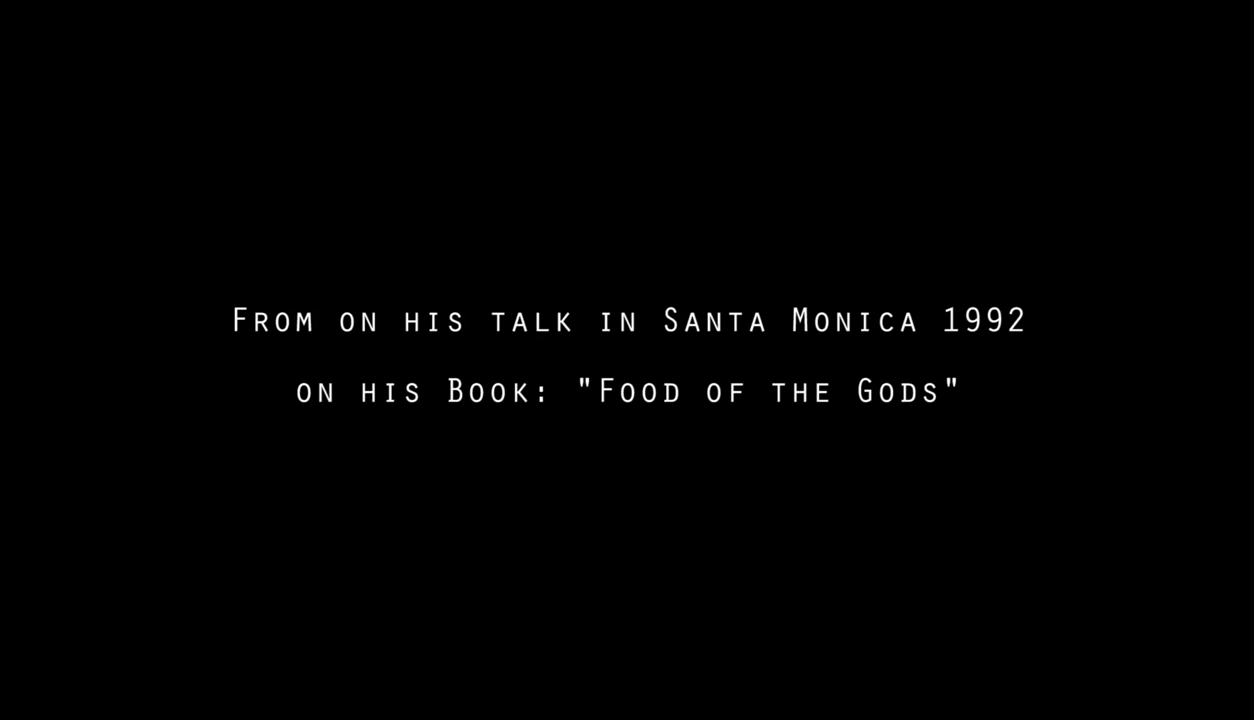 From on his talk in Santa Monica 1992
on his Book: "Food of the Gods"